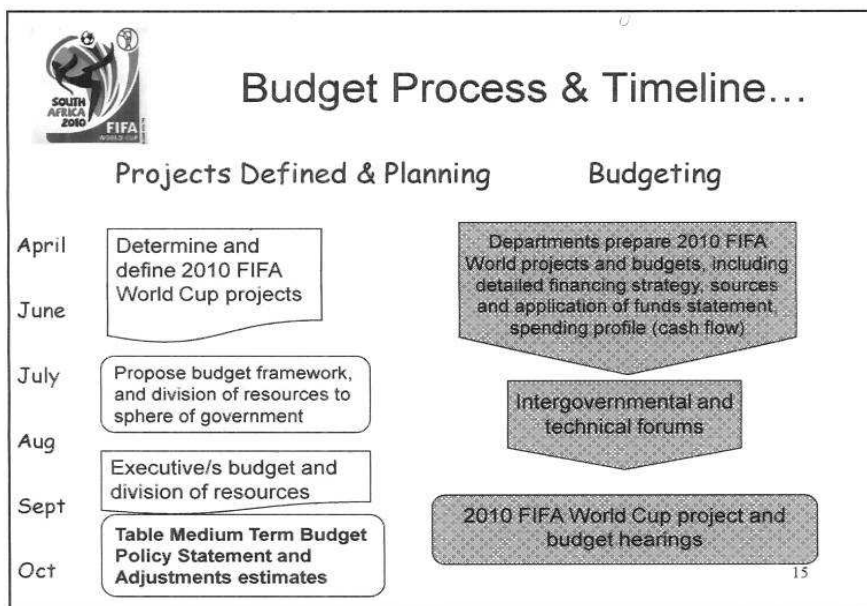 SOUTH
AFRICA
2010
FIFA
WORLD CUP
Budget Process & Timeline...
Projects Defined & Planning
Budgeting
April
June
July
Aug
Sept
Oct
Determine and
define 2010 FIFA
World Cup projects
Propose budget framework,
and division of resources to
sphere of government
Executive/s budget and
division of resources
Table Medium Term Budget
Policy Statement and
Adjustments estimates
Departments prepare 2010 FIFA
World projects and budgets, including
detailed financing strategy, sources
and application of funds statement,
spending profile (cash flow)
Intergovernmental and
technical forums
2010 FIFA World Cup project and
budget hearings
15